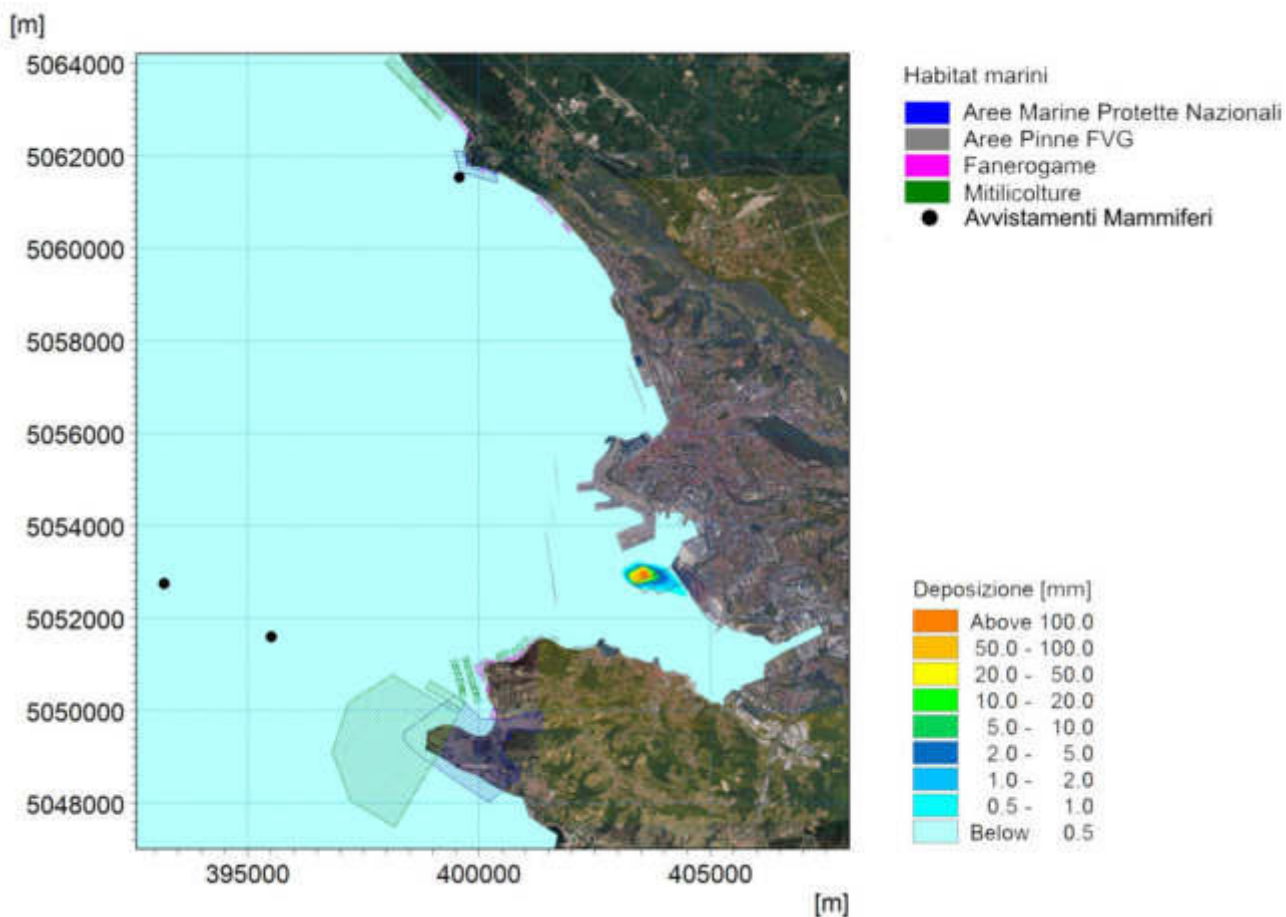 [m]
5064000
5062000
5060000
5058000
5056000
5054000
5052000
5050000
5048000
395000
400000
405000
[m]
Habitat marini
Aree Marine Protette Nazionali
Aree Pinne FVG
Fanerogame
Mitilicolture
Avvistamenti Mammiferi
Deposizione [mm]
Above 100.0
50.0 - 100.0
20.0 - 50.0
10.0 - 20.0
5.0 - 10.0
2.0 - 5.0
1.0 - 2.0
0.5 - 1.0
Below 0.5